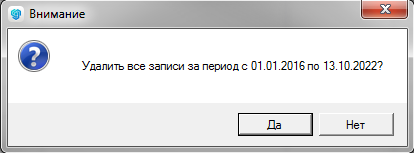 Внимание
Удалить все записи за период с 01.01.2016 по 13.10.2022?
Да
Нет